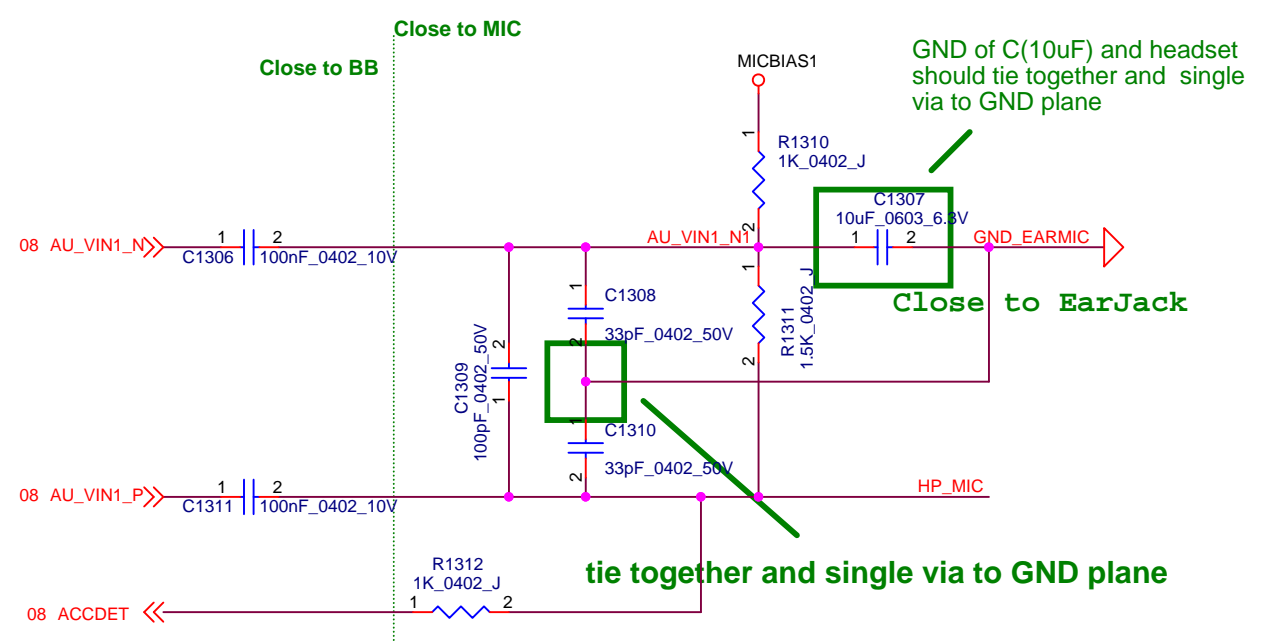 Close to MIC
Close to BB
GND of C(10uF) and headset
should tie together and single
via to GND plane
MICBIAS1
1
R1310
1K_0402_J
2
C1307
10uF_0603_6.3V
1 2
08 AU_VIN1_N
1 2
C1306 100nF_0402_10V
AU_VIN1_N1
GND_EARMIC
Close to EarJack
1
R1311
1.5K_0402_J
2
1
C1308
33pF_0402_50V
2
2
C1309
100pF_0402_50V
1
1
C1310
33pF_0402_50V
2
08 AU_VIN1_P
1 2
C1311 100nF_0402_10V
HP_MIC
tie together and single via to GND plane
R1312
1K_0402_J
1 2
08 ACCDET